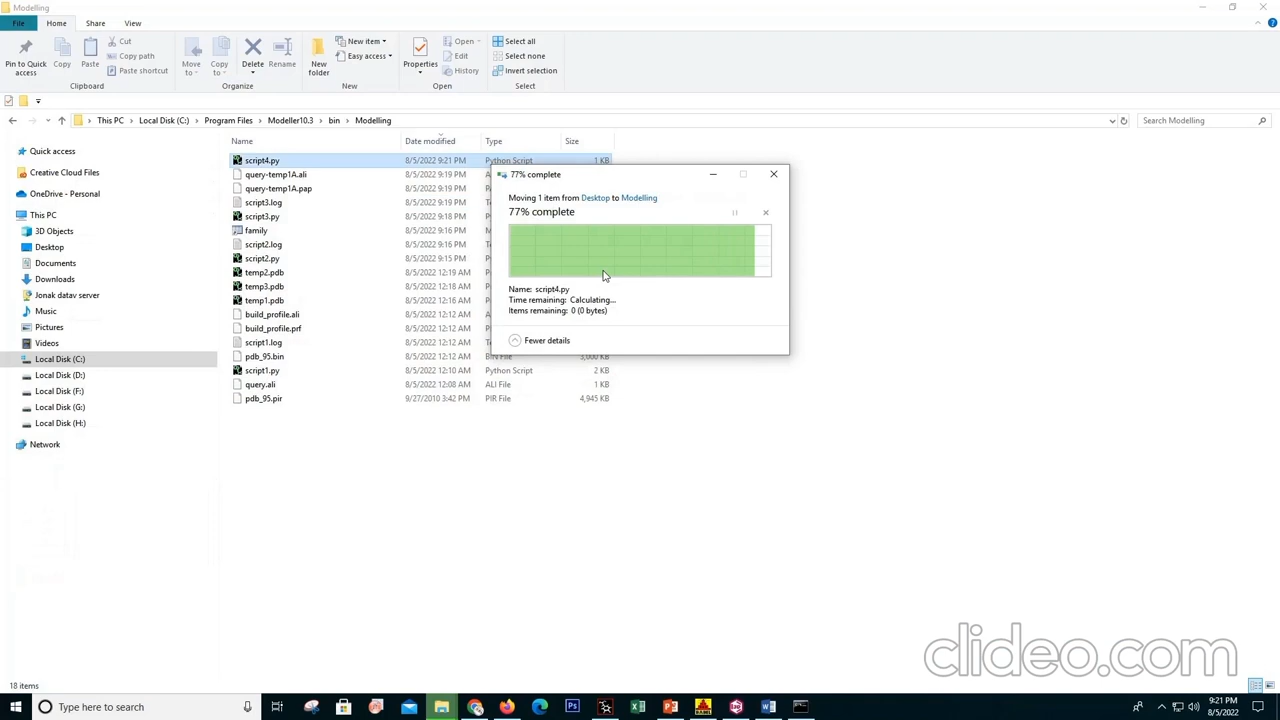 Modelling
File Home Share View
Pin to Quick access
Copy
Paste
Cut
Copy path
Paste shortcut
Move to
Copy to
Delete
Rename
New folder
New item
Easy access
Properties
Open
Edit
History
Select all
Select none
Invert selection
Clipboard Organize New Open Select
This PC Local Disk (C:) Program Files Modeller10.3 bin Modelling
Search Modelling
Name Date modified Type Size
Quick access
Creative Cloud Files
OneDrive - Personal
This PC
3D Objects
Desktop
Documents
Downloads
Jonak datav server
Music
Pictures
Videos
Local Disk (C:)
Local Disk (D:)
Local Disk (F:)
Local Disk (G:)
Local Disk (H:)
Network
script4.py 8/5/2022 9:21 PM Python Script 1 KB
query-temp1A.ali 8/5/2022 9:19 PM
query-temp1A.pap 8/5/2022 9:19 PM
script3.log 8/5/2022 9:19 PM
script3.py 8/5/2022 9:18 PM
family 8/5/2022 9:16 PM
script2.log 8/5/2022 9:16 PM
script2.py 8/5/2022 9:15 PM
temp2.pdb 8/5/2022 12:19 AM
temp3.pdb 8/5/2022 12:18 AM
temp1.pdb 8/5/2022 12:16 AM
build_profile.ali 8/5/2022 12:12 AM
build_profile.prf 8/5/2022 12:12 AM
script1.log 8/5/2022 12:12 AM
pdb_95.bin 8/5/2022 12:12 AM BIN File 3,000 KB
script1.py 8/5/2022 12:10 AM Python Script 2 KB
query.ali 8/5/2022 12:08 AM ALI File 1 KB
pdb_95.pir 9/27/2010 3:42 PM PIR File 4,945 KB
77% complete
Moving 1 item from Desktop to Modelling
77% complete
Name: script4.py
Time remaining: Calculating...
Items remaining: 0 (0 bytes)
Fewer details
clideo.com
18 items
Type here to search
9:21 PM
8/5/2022